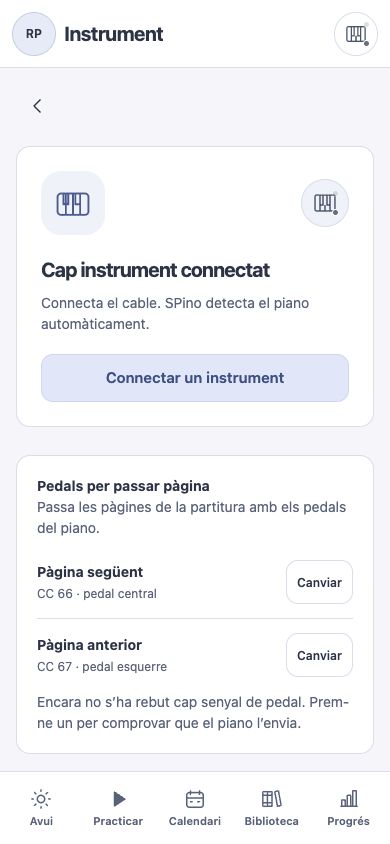 RP
Instrument
Cap instrument connectat
Connecta el cable. SPino detecta el piano
automàticament.
Connectar un instrument
Pedals per passar pàgina
Passa les pàgines de la partitura amb els pedals
del piano.
Pàgina següent
CC 66 · pedal central
Canviar
Pàgina anterior
CC 67 · pedal esquerre
Canviar
Encara no s’ha rebut cap senyal de pedal. Prem-
ne un per comprovar que el piano l’envia.
Avui
Practicar
Calendari
Biblioteca
Progrés